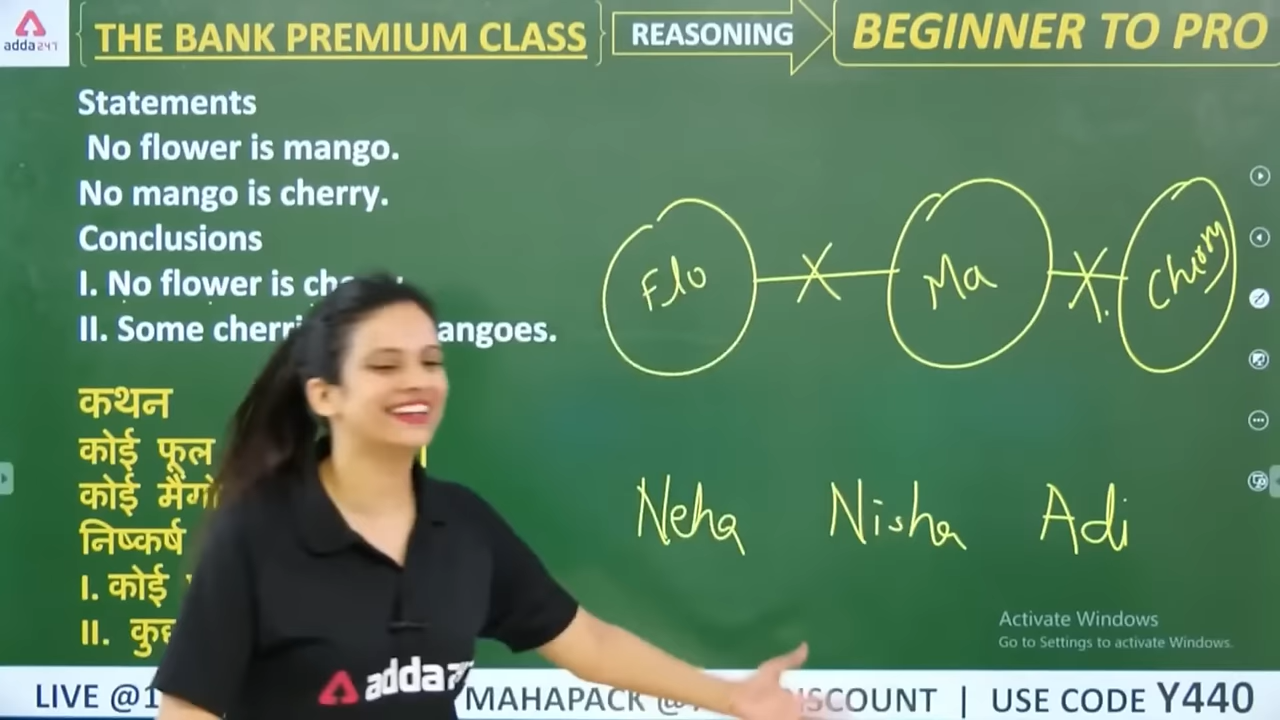 adda247
THE BANK PREMIUM CLASS
REASONING
BEGINNER TO PRO
Statements
No flower is mango.
No mango is cherry.
Conclusions
I. No flower is
II. Some
Flo
Ma
Cherry
कथन
कोई फूल
कोई
निष्कर्ष
I. कोई
II.
Neha
Nisha
Adi
Activate Windows
Go to Settings to activate Windows.
adda
LIVE
MAHAPACK
| USE CODE Y440